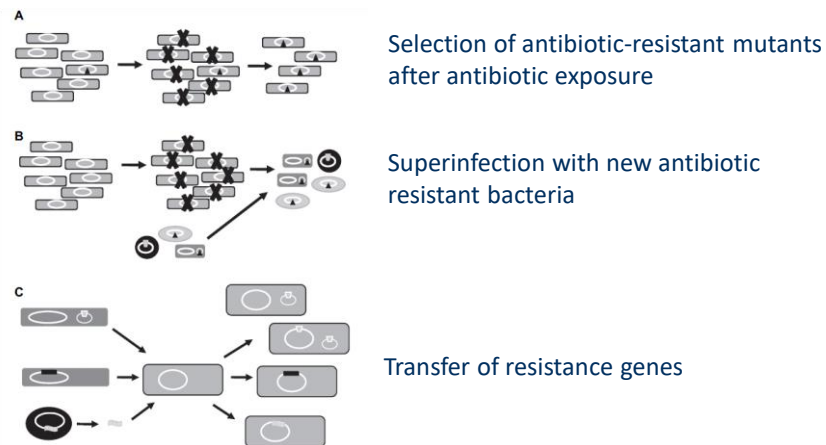 A
Selection of antibiotic-resistant mutants
after antibiotic exposure
B
Superinfection with new antibiotic
resistant bacteria
C
Transfer of resistance genes